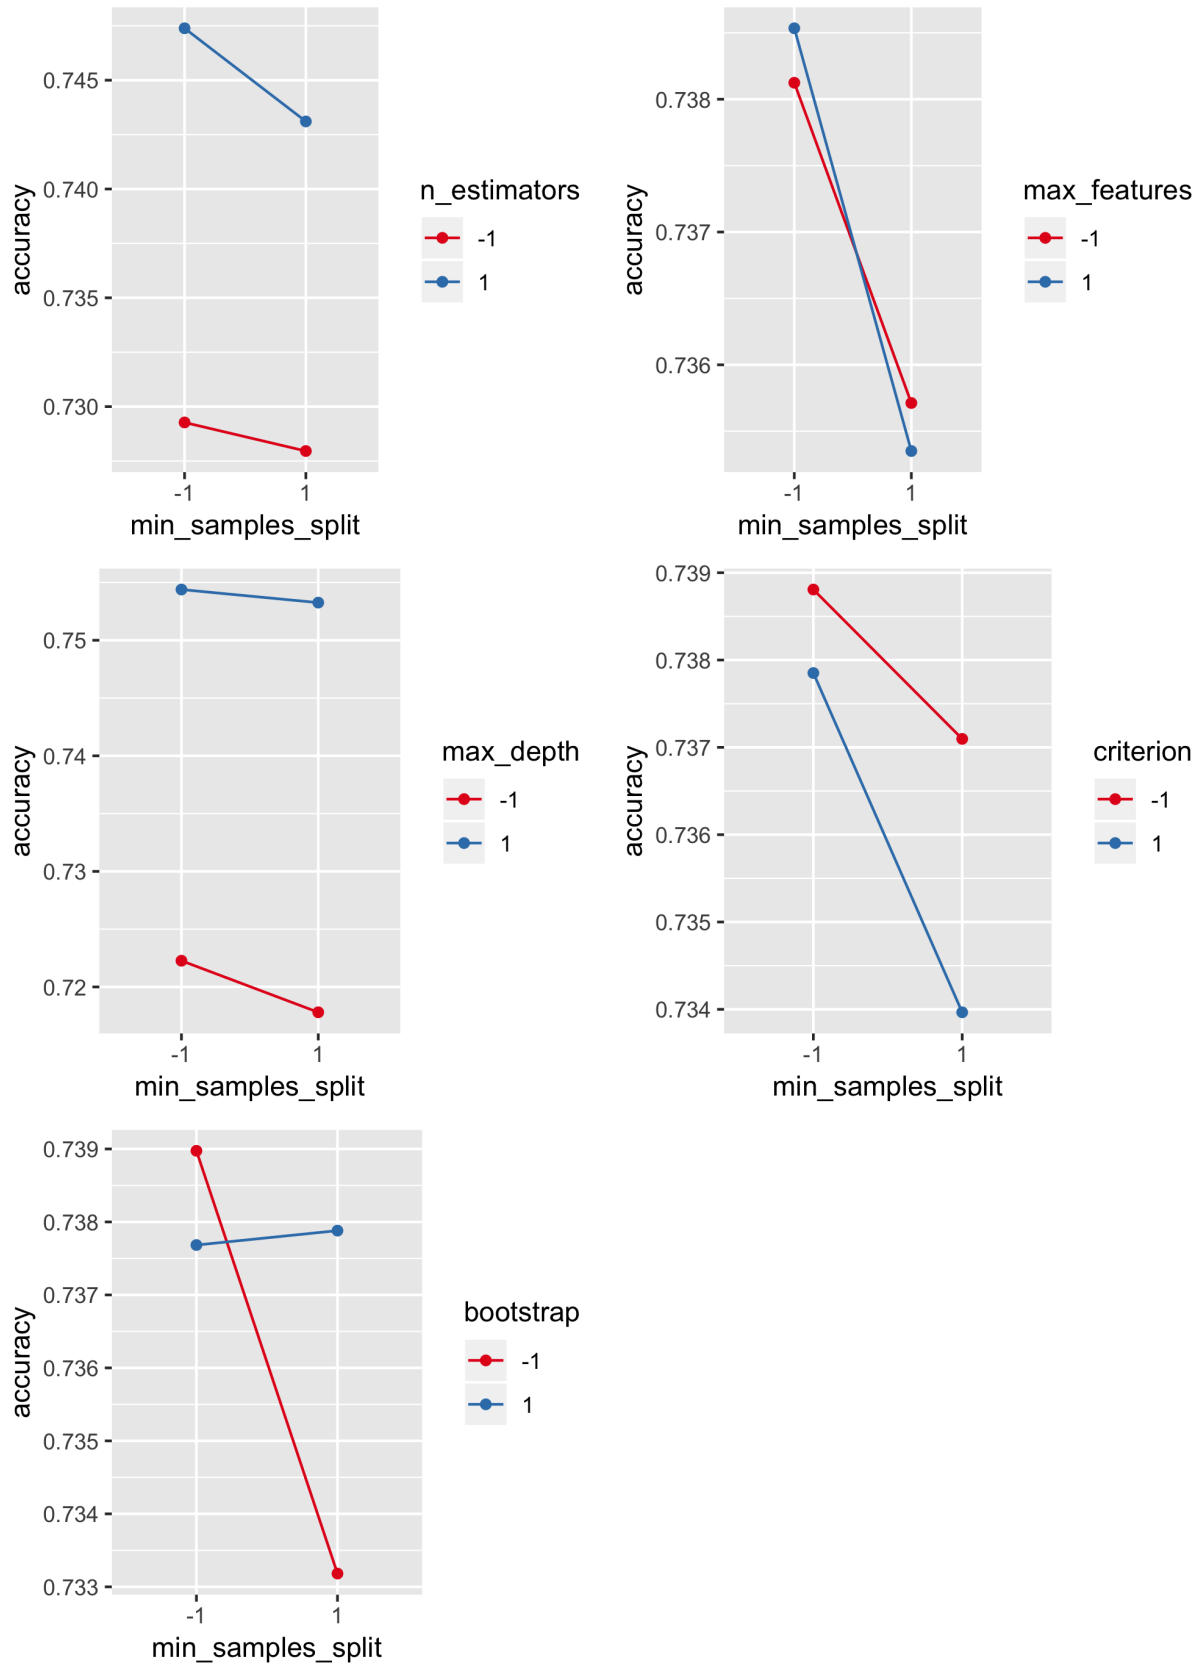 0.745
0.740
0.735
0.730
accuracy
-1
1
min_samples_split
n_estimators
-1
1
0.738
0.737
0.736
accuracy
-1
1
min_samples_split
max_features
-1
1
0.75
0.74
0.73
0.72
accuracy
-1
1
min_samples_split
max_depth
-1
1
0.739
0.738
0.737
0.736
0.735
0.734
accuracy
-1
1
min_samples_split
criterion
-1
1
0.739
0.738
0.737
0.736
0.735
0.734
0.733
accuracy
-1
1
min_samples_split
bootstrap
-1
1